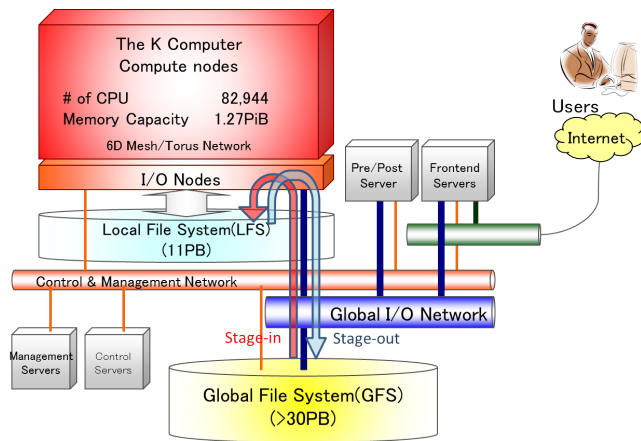 The K Computer
Compute nodes
# of CPU 82,944
Memory Capacity 1.27PiB
6D Mesh/Torus Network
I/O Nodes
Users
Internet
Pre/Post
Server
Frontend
Servers
Local File System(LFS)
(11PB)
Control & Management Network
Global I/O Network
Stage-in
Stage-out
Management
Servers
Control
Servers
Global File System(GFS)
(>30PB)